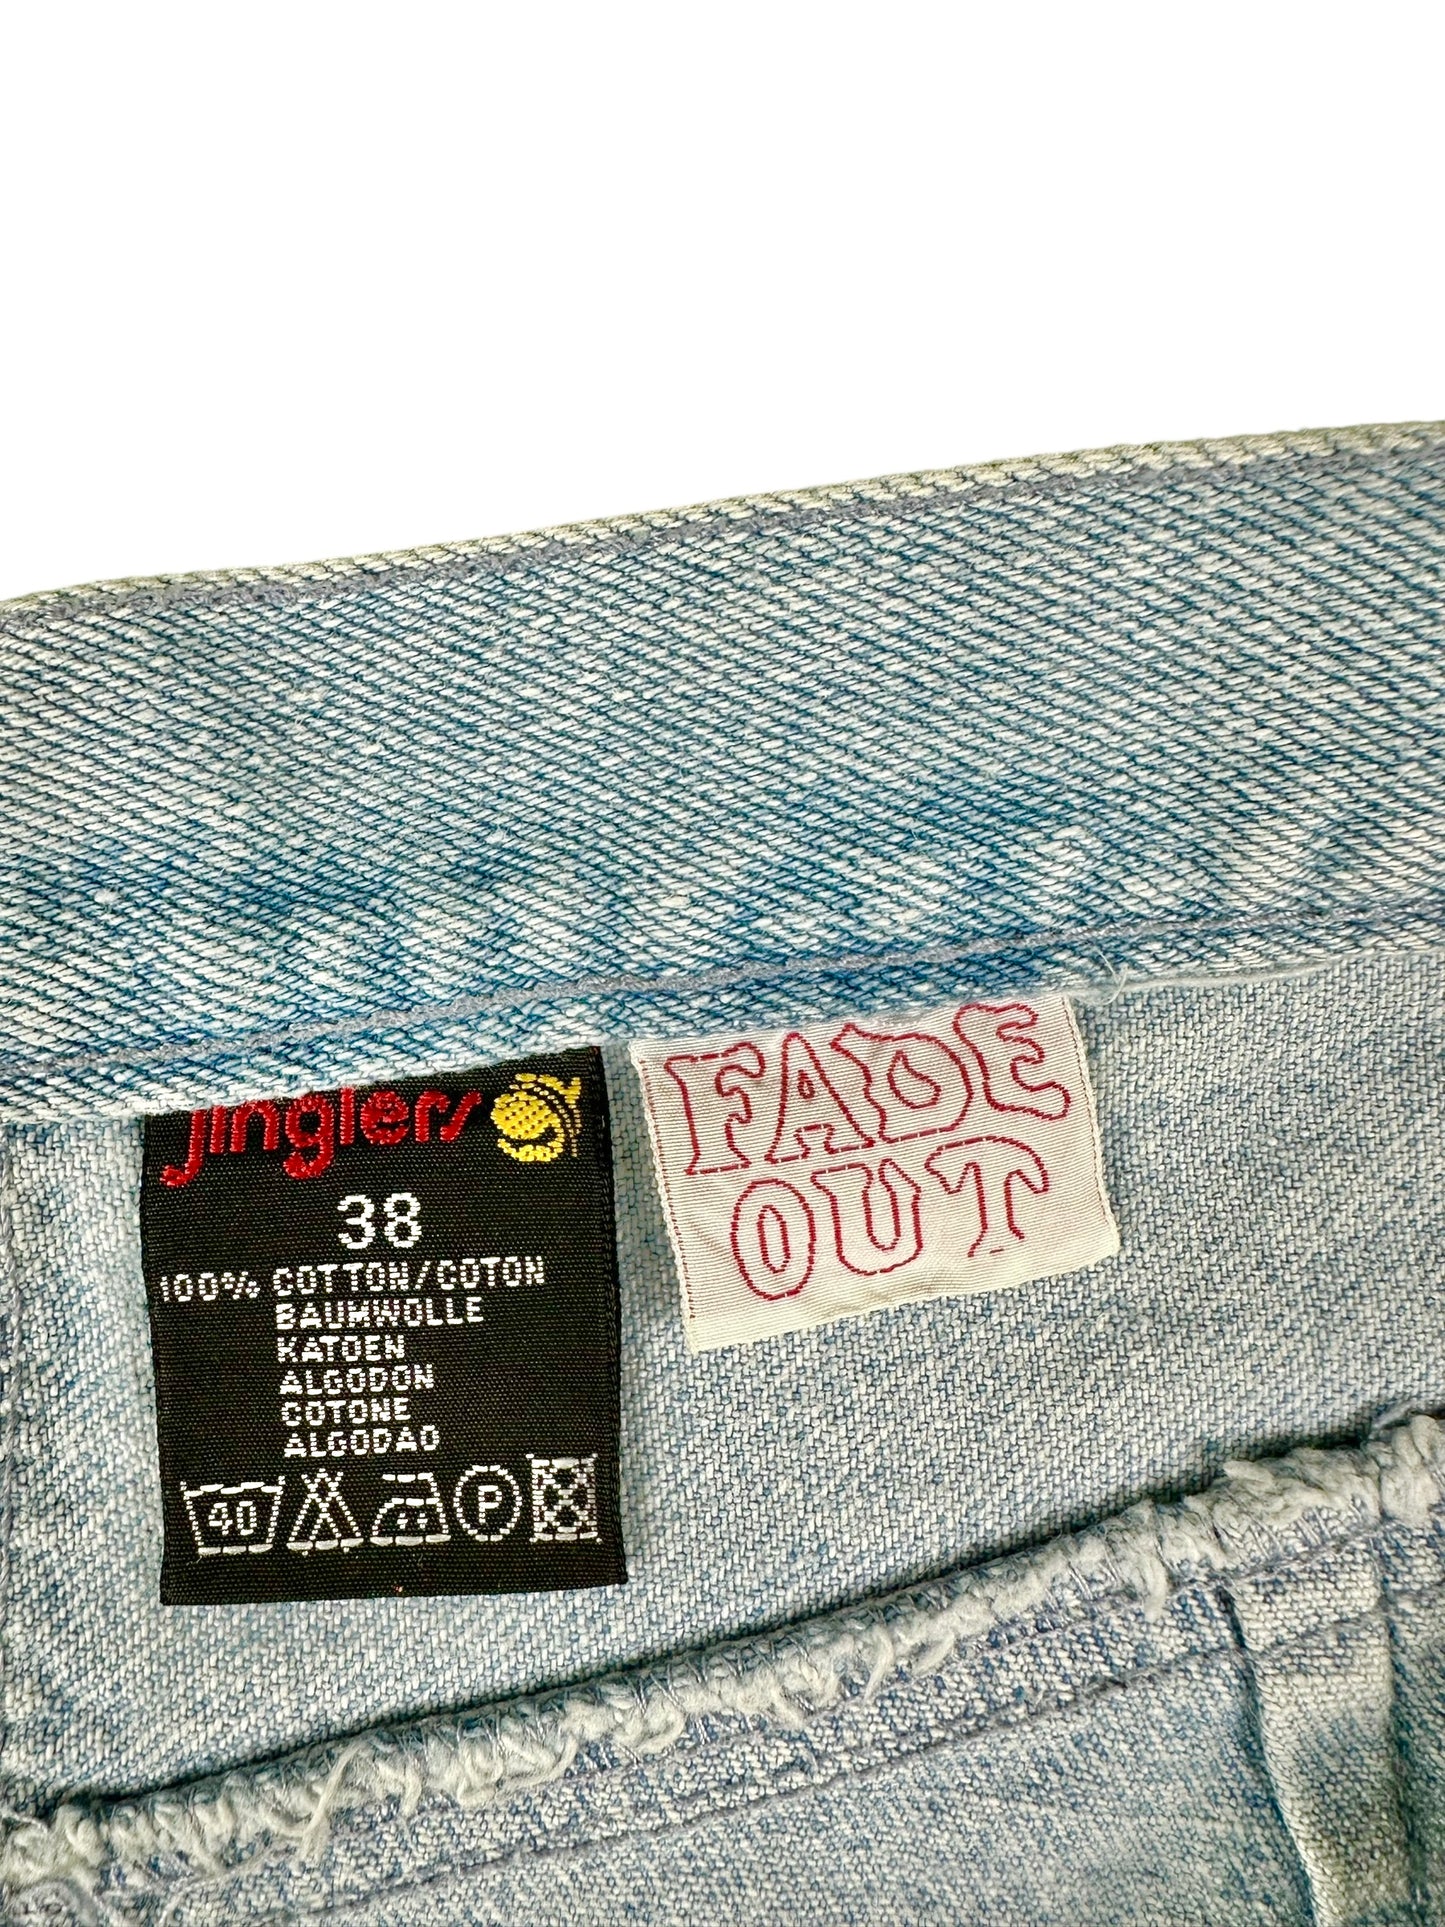 jinglers
38
100% COTTON/COTON
BAUMWOLLE
KATOEN
ALGODON
COTONE
ALGODAO
40 P
FADE
OUT